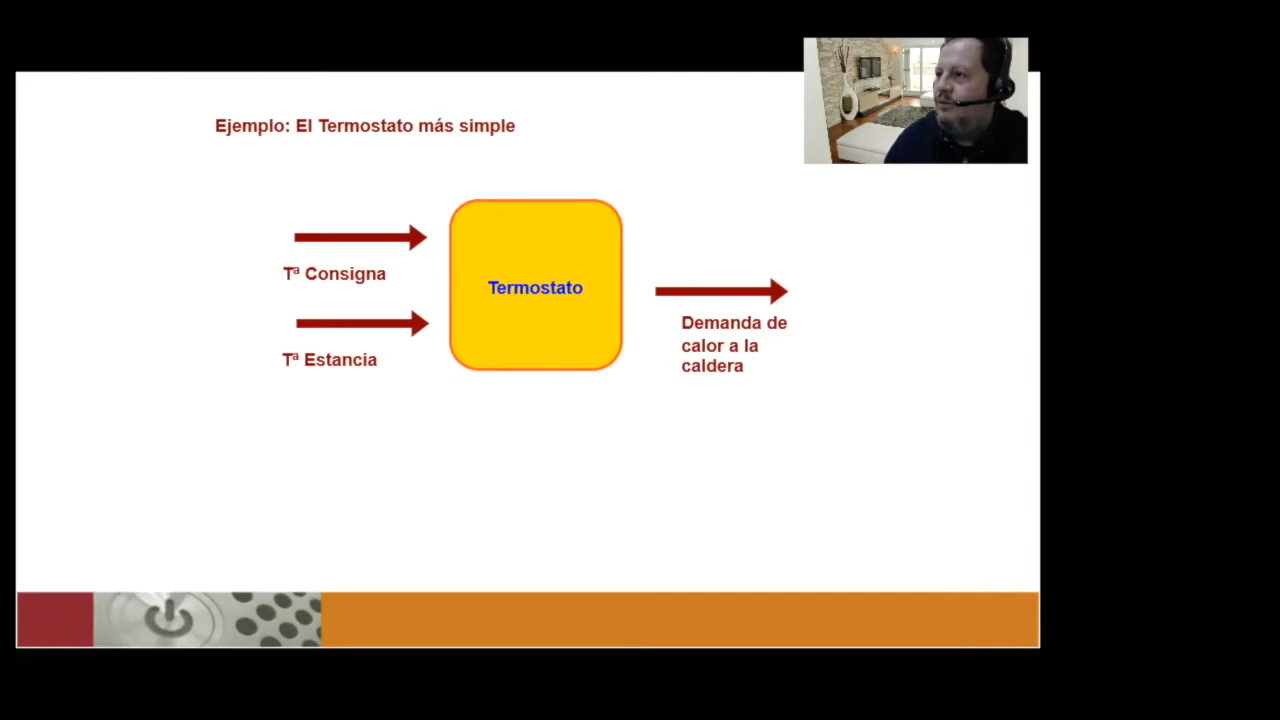 Ejemplo: El Termostato más simple
Tª Consigna
Termostato
Tª Estancia
Demanda de
calor a la
caldera